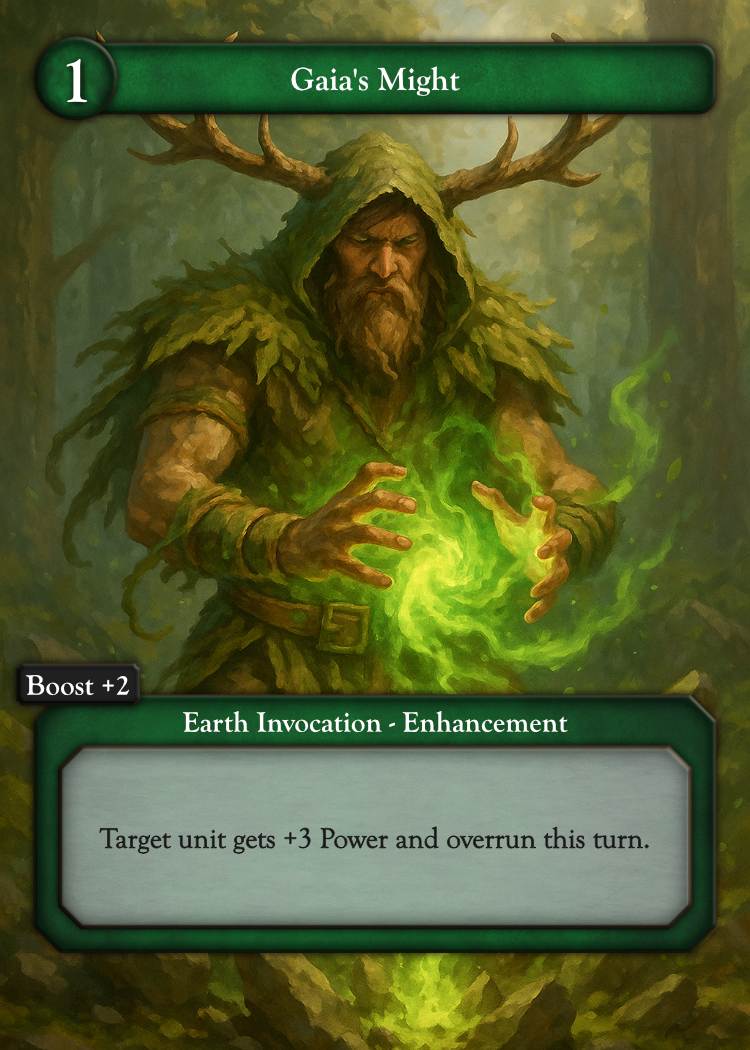 1
Gaia's Might
Boost +2
Earth Invocation - Enhancement
Target unit gets +3 Power and overrun this turn.